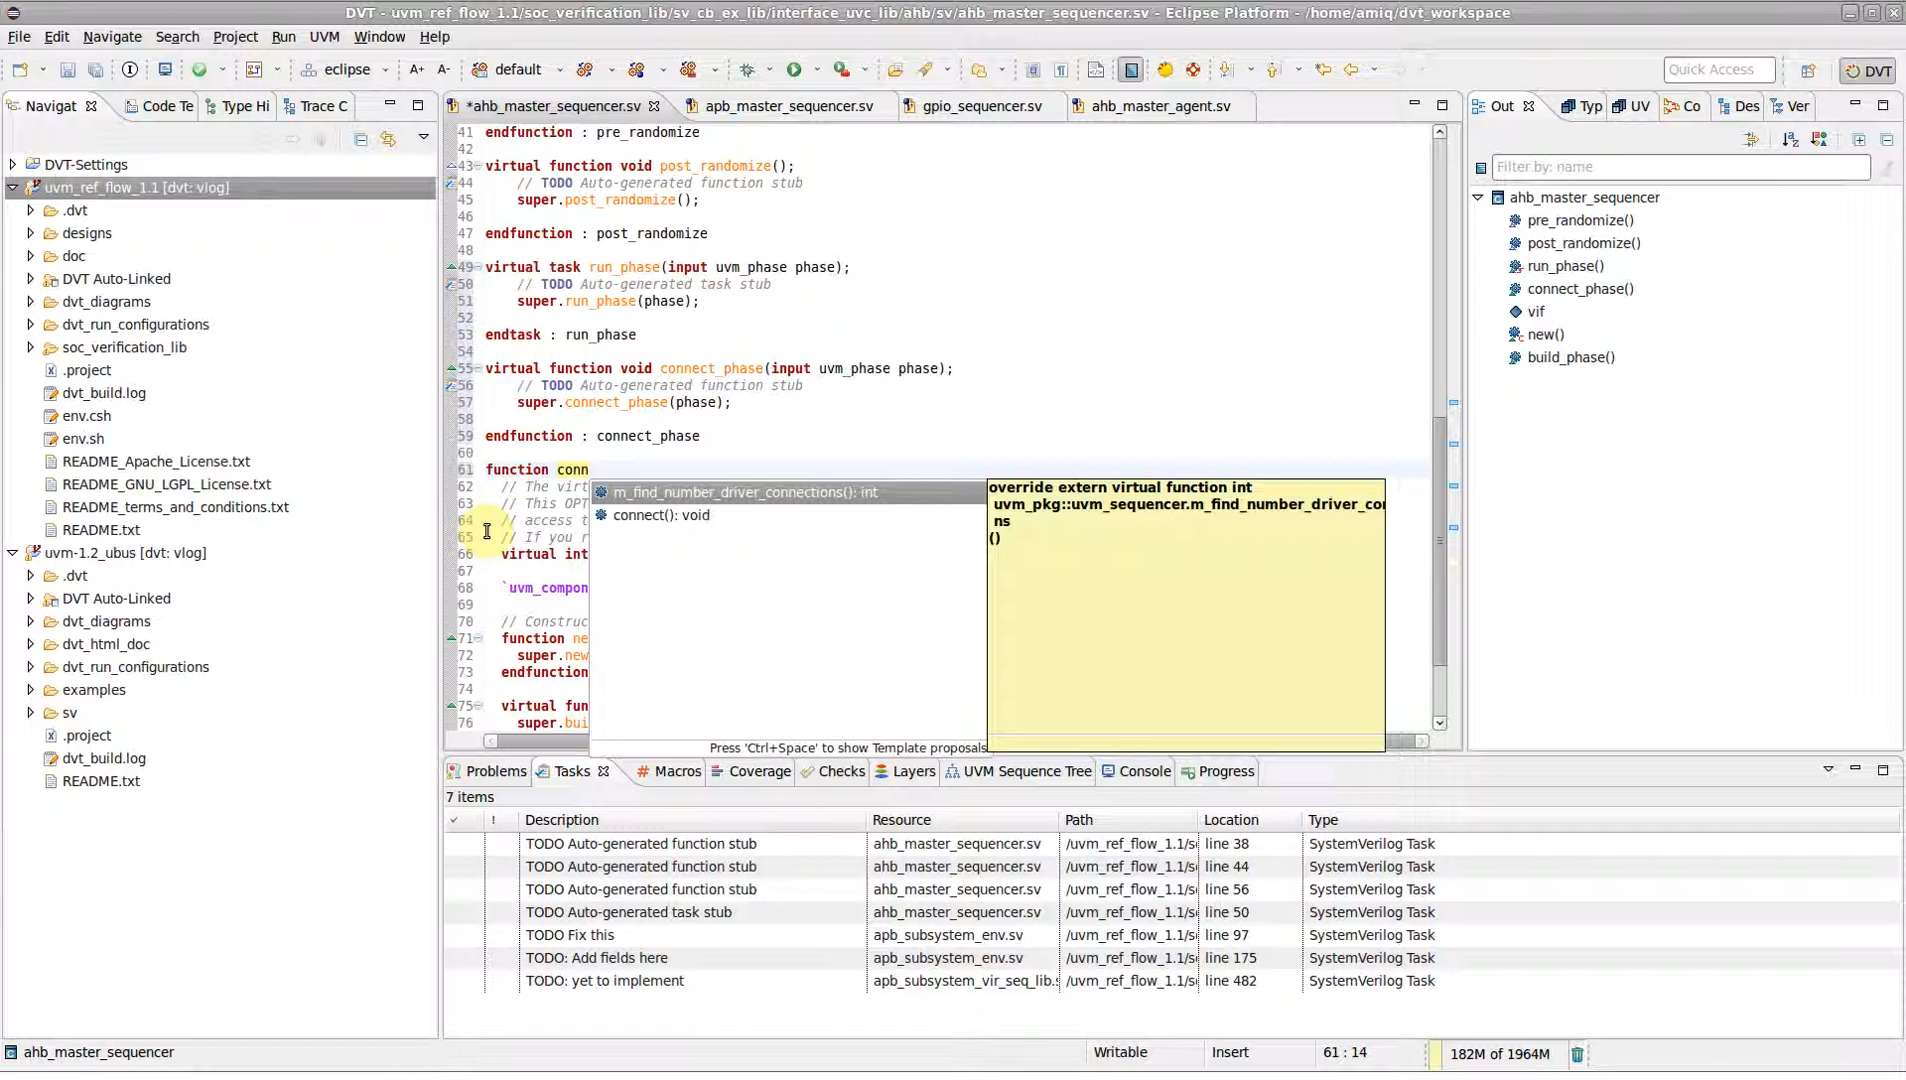 DVT - uvm_ref_flow_1.1/soc_verification_lib/sv_cb_ex_lib/interface_uvc_lib/ahb/sv/ahb_master_sequencer.sv - Eclipse Platform - /home/amiq/dvt_workspace
File Edit Navigate Search Project Run UVM Window Help
eclipse A+ A- default Quick Access DVT
Navigat Code Te Type Hi Trace C
*ahb_master_sequencer.sv apb_master_sequencer.sv gpio_sequencer.sv ahb_master_agent.sv
Out Typ UV Co Des Ver
DVT-Settings
uvm_ref_flow_1.1 [dvt: vlog]
.dvt
designs
doc
DVT Auto-Linked
dvt_diagrams
dvt_run_configurations
soc_verification_lib
.project
dvt_build.log
env.csh
env.sh
README_Apache_License.txt
README_GNU_LGPL_License.txt
README_terms_and_conditions.txt
README.txt
uvm-1.2_ubus [dvt: vlog]
.dvt
DVT Auto-Linked
dvt_diagrams
dvt_html_doc
dvt_run_configurations
examples
sv
.project
dvt_build.log
README.txt
41 endfunction : pre_randomize
42
43 virtual function void post_randomize();
44 // TODO Auto-generated function stub
45 super.post_randomize();
46
47 endfunction : post_randomize
48
49 virtual task run_phase(input uvm_phase phase);
50 // TODO Auto-generated task stub
51 super.run_phase(phase);
52
53 endtask : run_phase
54
55 virtual function void connect_phase(input uvm_phase phase);
56 // TODO Auto-generated function stub
57 super.connect_phase(phase);
58
59 endfunction : connect_phase
60
61 function conn
62 // The virt
63 // This OPT
64 // access t
65 // If you r
66 virtual int
67
68 `uvm_compon
69
70 // Construc
71 function ne
72 super.new
73 endfunction
74
75 virtual fun
76 super.bui
m_find_number_driver_connections(): int
connect(): void
Press 'Ctrl+Space' to show Template proposals
override extern virtual function int
uvm_pkg::uvm_sequencer.m_find_number_driver_co
ns
()
Filter by: name
ahb_master_sequencer
pre_randomize()
post_randomize()
run_phase()
connect_phase()
vif
new()
build_phase()
Problems Tasks Macros Coverage Checks Layers UVM Sequence Tree Console Progress
7 items
! Description Resource Path Location Type
TODO Auto-generated function stub ahb_master_sequencer.sv /uvm_ref_flow_1.1/s line 38 SystemVerilog Task
TODO Auto-generated function stub ahb_master_sequencer.sv /uvm_ref_flow_1.1/s line 44 SystemVerilog Task
TODO Auto-generated function stub ahb_master_sequencer.sv /uvm_ref_flow_1.1/s line 56 SystemVerilog Task
TODO Auto-generated task stub ahb_master_sequencer.sv /uvm_ref_flow_1.1/s line 50 SystemVerilog Task
TODO Fix this apb_subsystem_env.sv /uvm_ref_flow_1.1/s line 97 SystemVerilog Task
TODO: Add fields here apb_subsystem_env.sv /uvm_ref_flow_1.1/s line 175 SystemVerilog Task
TODO: yet to implement apb_subsystem_vir_seq_lib.s /uvm_ref_flow_1.1/s line 482 SystemVerilog Task
ahb_master_sequencer Writable Insert 61 : 14 182M of 1964M